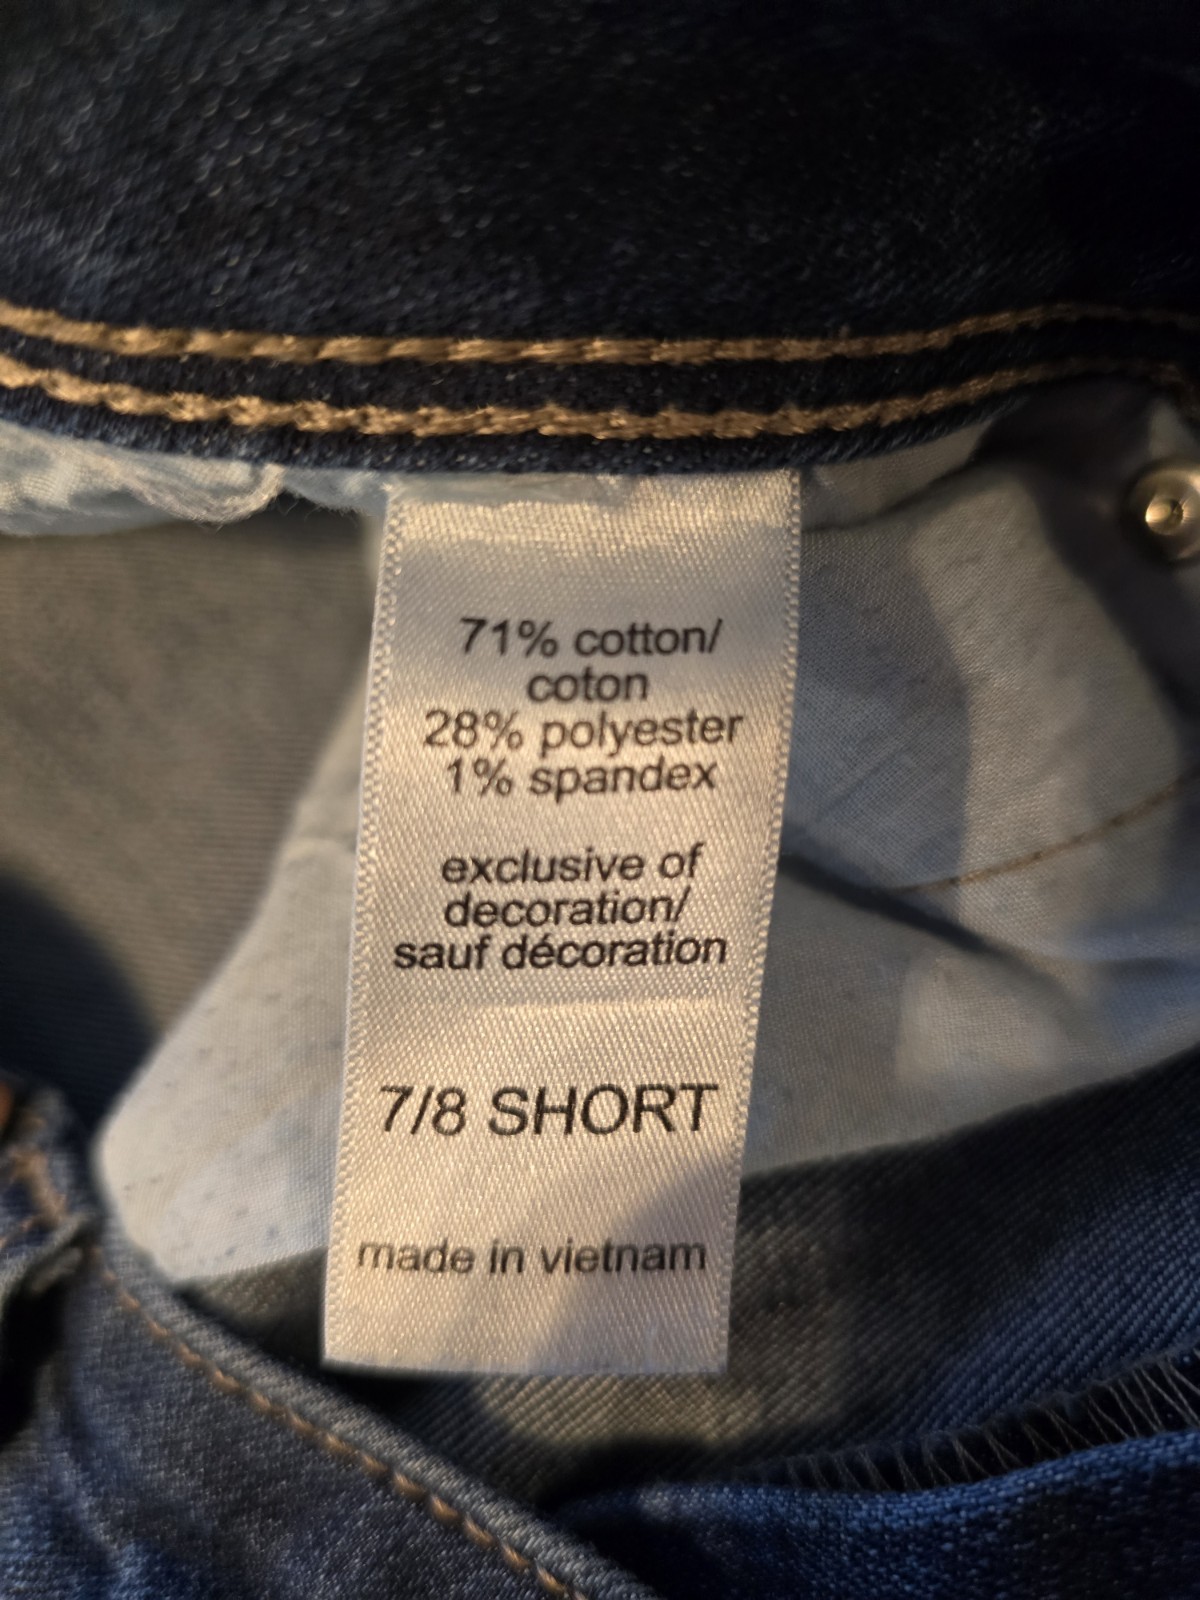 71% cotton/
coton
28% polyester
1% spandex
exclusive of
decoration/
sauf décoration
7/8 SHORT
made in vietnam